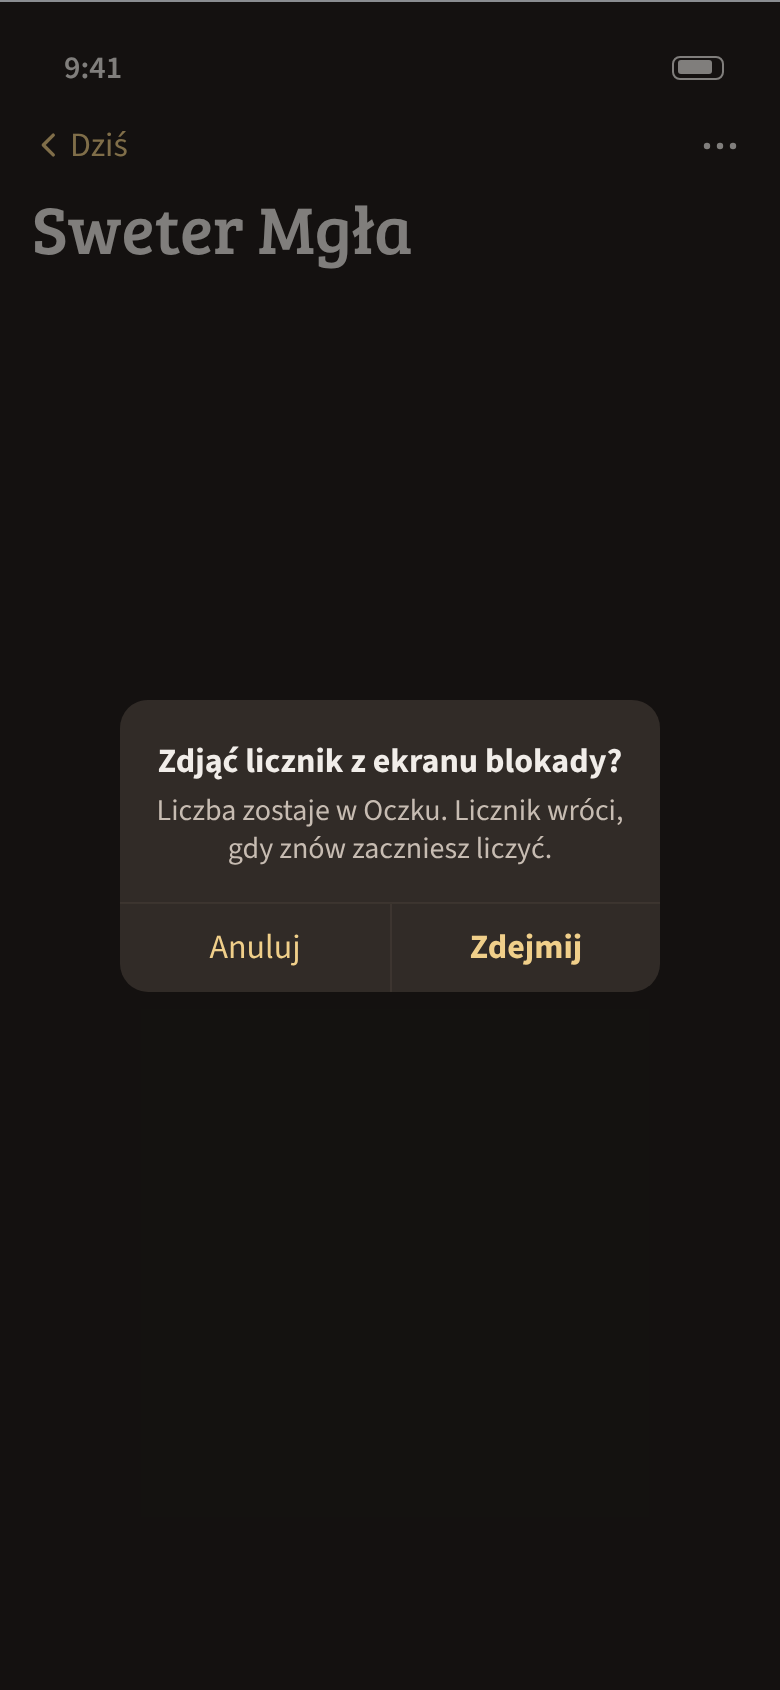 9:41
Dziś
Sweter Mgła
Zdjąć licznik z ekranu blokady?
Liczba zostaje w Oczku. Licznik wróci,
gdy znów zaczniesz liczyć.
Anuluj
Zdejmij